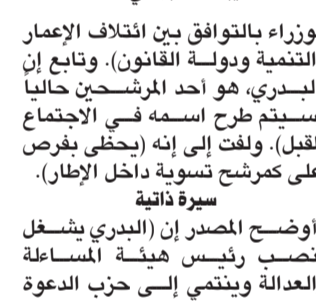 وزراء بالتوافق بين ائتلاف الإعمار
التنمية ودولة القانون). وتابع إن
لبدري، هو أحد المرشحين حالياً
سيتم طرح اسمه في الاجتماع
لقبل). ولفت إلى إنه (يحظى بفرص
على كمرشح تسوية داخل الإطار).
سيرة ذاتية
أوضح المصدر إن (البدري يشغل
نصب رئيس هيئة المساءلة
العدالة وينتمي إلى حزب الدعوة